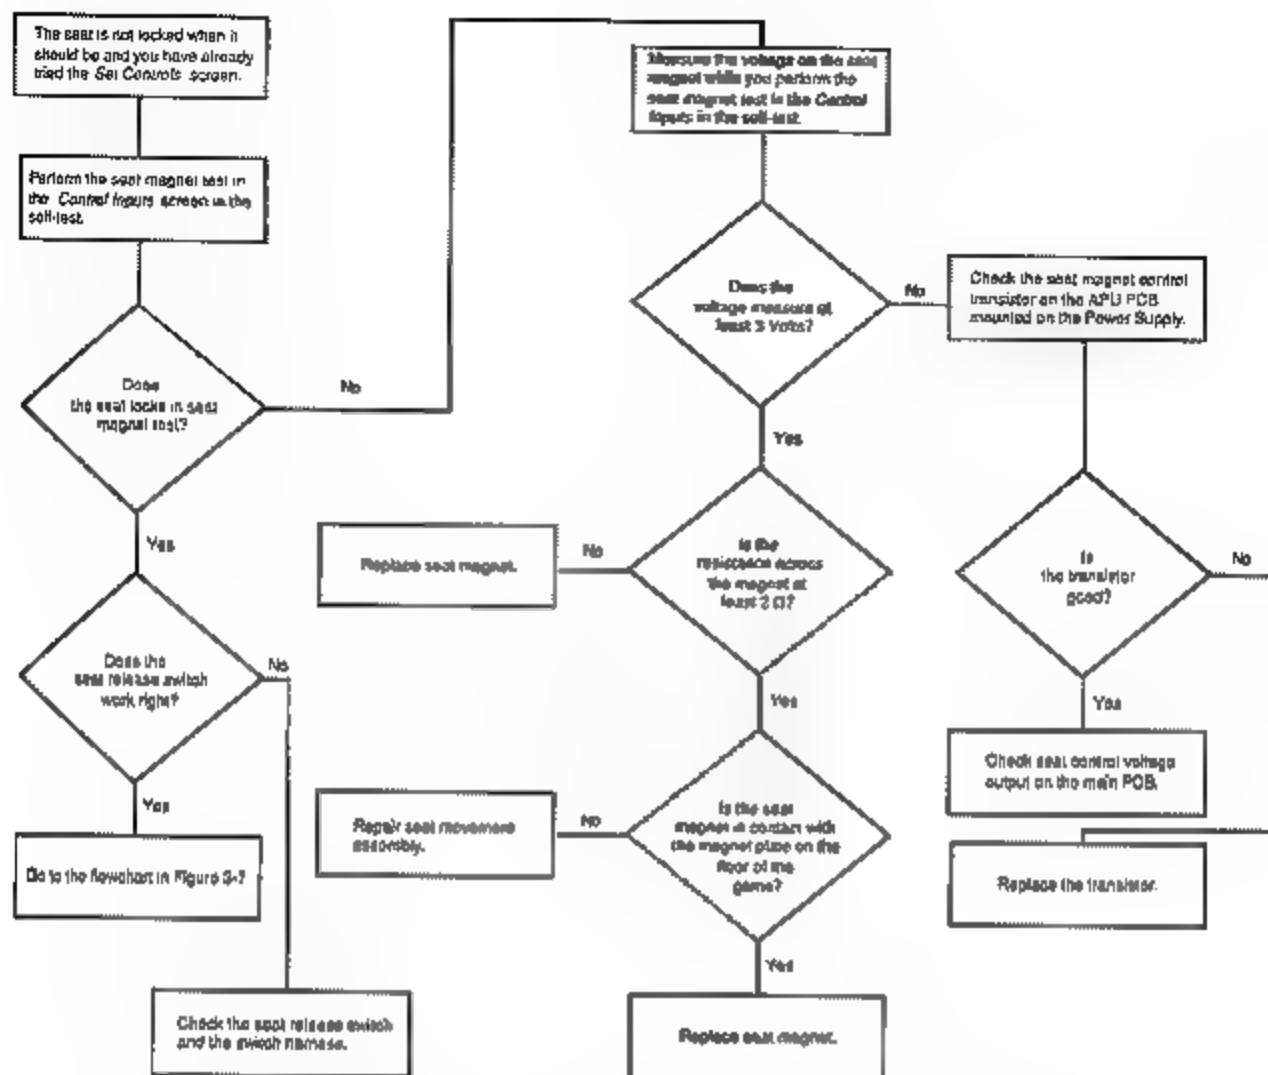 The seat is not locked when it
should be and you have already
tried the Set Controls screen.
Perform the seat magnet test in
the Control Inputs screen in the
self-test.
Does
the seat locks in seat
magnet test?
No
Yes
Does the
seat release switch
work right?
No
Yes
Go to the flowchart in Figure
Check the seat release switch
and the switch harness.
Measure the voltage on the seat
magnet while you perform the
seat magnet test in the Control
Inputs in the self-test.
Does the
voltage measure at
least 3 Volts?
No
Yes
Is the
resistance across
the magnet at
least 2 Ω?
No
Replace seat magnet.
Yes
Is the seat
magnet in contact with
the magnet plate on the
floor of the
game?
No
Repair seat movement
assembly.
Yes
Replace seat magnet.
Check the seat magnet control
transistor on the PCB
mounted on the Power Supply.
Is
the transistor
good?
No
Yes
Check seat control voltage
output on the main PCB.
Replace the transistor.